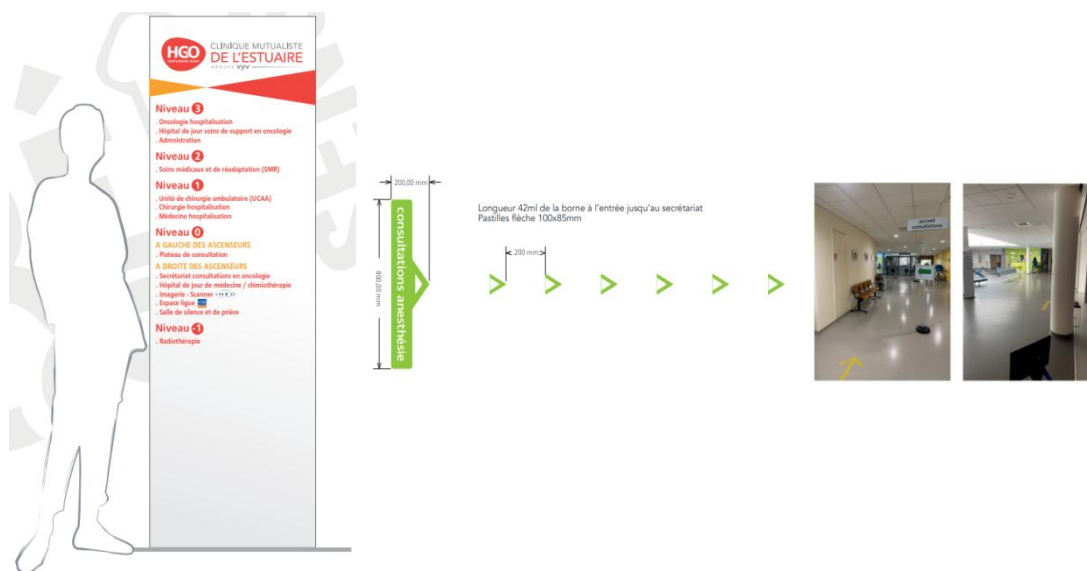 HGO
CLINIQUE MUTUALISTE
DE L'ESTUAIRE
GROUPE vyv
Niveau 3
. Oncologie hospitalisation
. Hôpital de jour soins de support en oncologie
. Admnistration
Niveau 2
. Soins médicaux et de réadaptation (SMR)
Niveau 1
. Unité de chirurgie ambulatoire (UCAA)
. Chirurgie hospitalisation
. Médecine hospitalisation
Niveau 0
A GAUCHE DES ASCENSEURS
. Plateau de consultation
A DROITE DES ASCENSEURS
. Secrétariat consultations en oncologie
. Hôpital de jour de médecine / chimiothérapie
. Imagerie - Scanner
. Espace ligue
. Salle de silence et de prière
Niveau -1
. Radiothérapie
200,00 mm
800,00 mm
consultations anesthésie
Longueur 42ml de la borne à l'entrée jusqu'au secrétariat
Pastilles flèche 100x85mm
200 mm
accueil
consultations